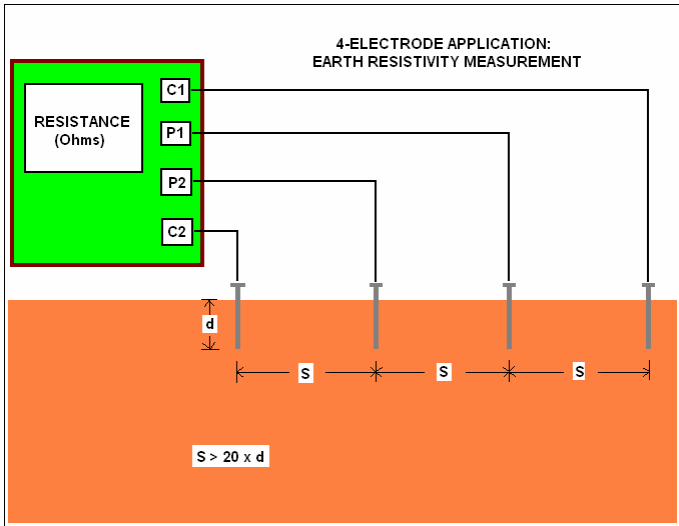 4-ELECTRODE APPLICATION:
EARTH RESISTIVITY MEASUREMENT
RESISTANCE
(Ohms)
C1
P1
P2
C2
d
S
S
S
S > 20 x d